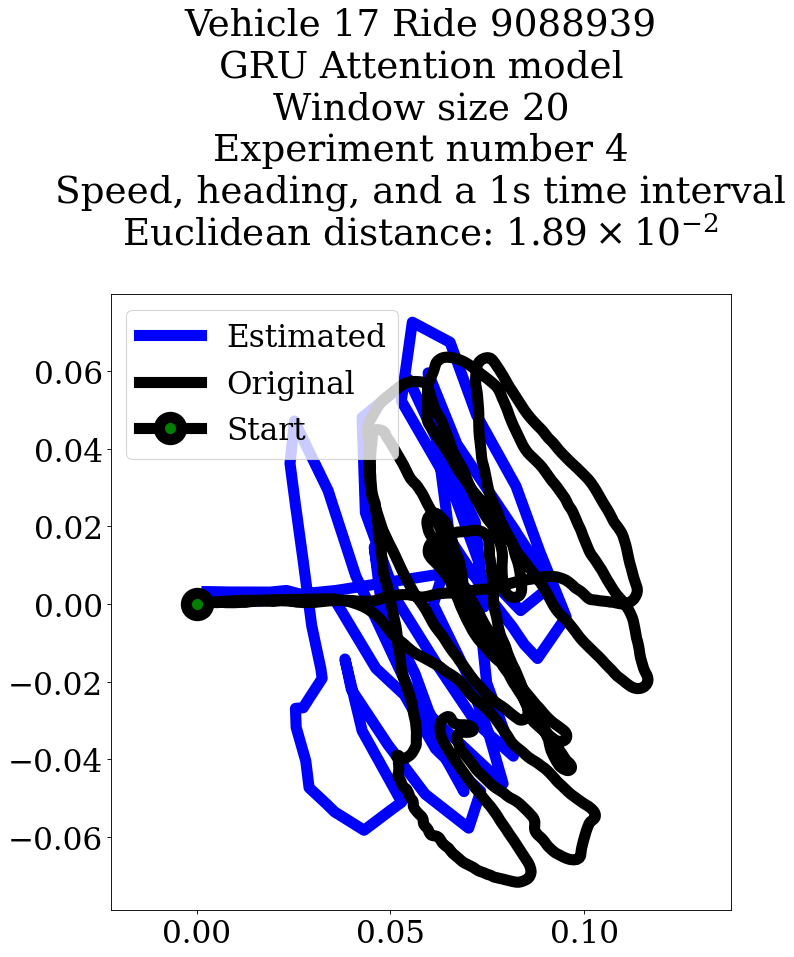 Vehicle 17 Ride 9088939
GRU Attention model
Window size 20
Experiment number 4
Speed, heading, and a 1s time interval
Euclidean distance: 1.89 × 10⁻²
Estimated
Original
Start
0.06
0.04
0.02
0.00
−0.02
−0.04
−0.06
0.00 0.05 0.10